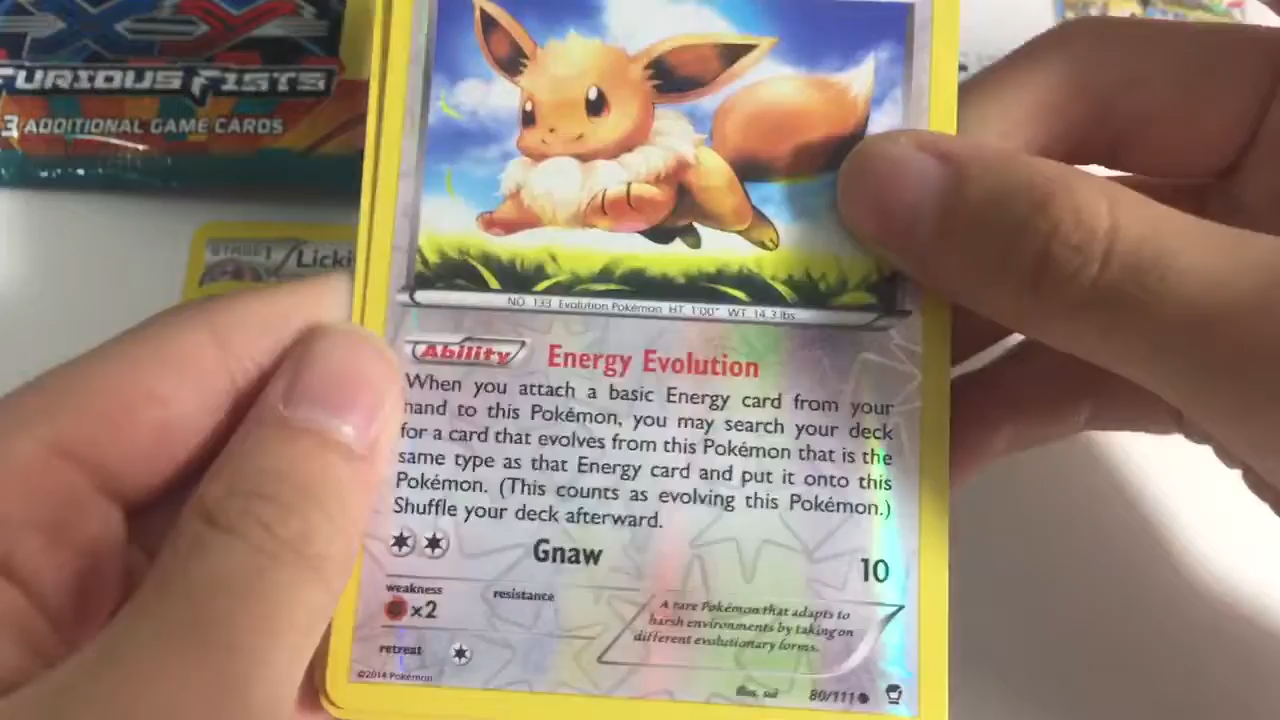 FURIOUS FISTS
3 ADDITIONAL GAME CARDS
STAGE1
Licki
NO. 133 Evolution Pokémon HT. 1'00" WT. 14.3 lbs
Ability Energy Evolution
When you attach a basic Energy card from your
hand to this Pokémon, you may search your deck
for a card that evolves from this Pokémon that is the
same type as that Energy card and put it onto this
Pokémon. (This counts as evolving this Pokémon.)
Shuffle your deck afterward.
Gnaw 10
weakness resistance
x2
A rare Pokémon that adapts to
harsh environments by taking on
different evolutionary forms.
retreat
©2014 Pokémon
Illus. sui 80/111